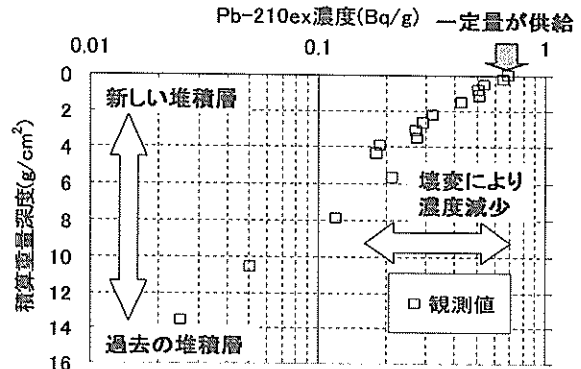 Pb-210ex濃度(Bq/g) 一定量が供給
0.01 0.1 1
0
2
4
6
8
10
12
14
16
積算重量深度(g/cm²)
新しい堆積層
壊変により
濃度減少
観測値
過去の堆積層